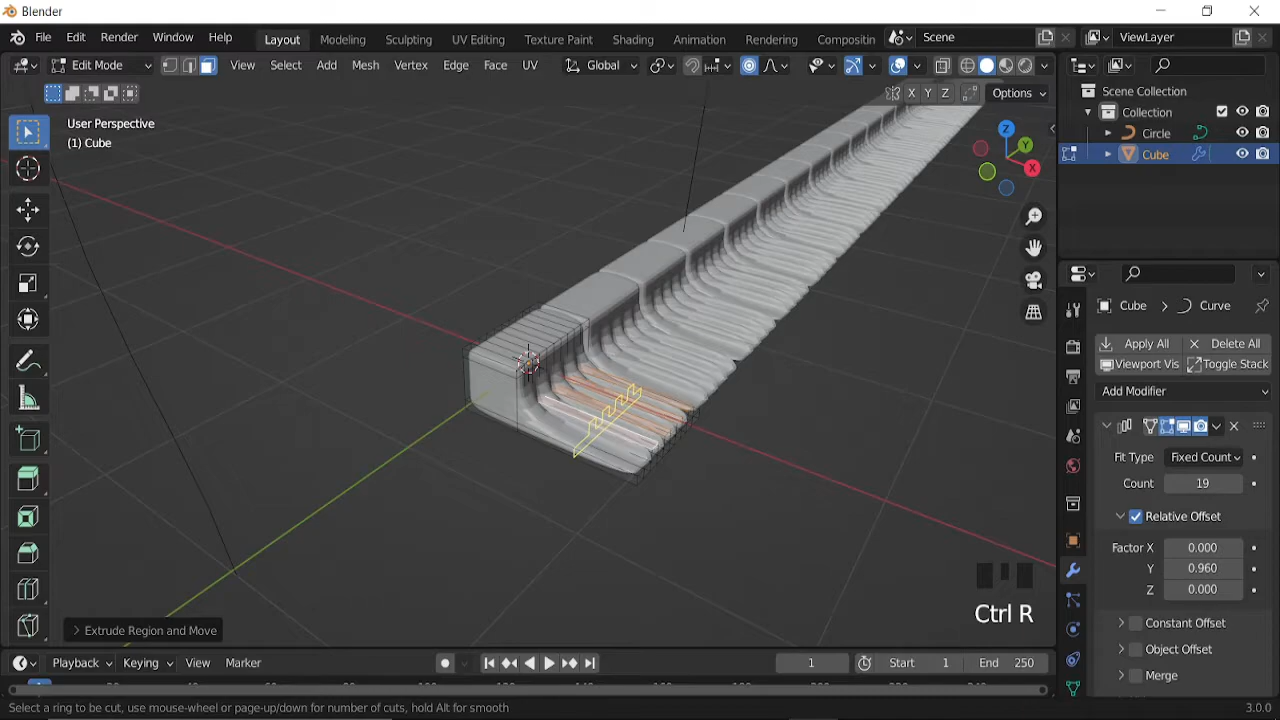 Blender
File Edit Render Window Help Layout Modeling Sculpting UV Editing Texture Paint Shading Animation Rendering Compositin Scene ViewLayer
Edit Mode View Select Add Mesh Vertex Edge Face UV Global
X Y Z Options
User Perspective
(1) Cube
Z
Y
X
Scene Collection
Collection
Circle
Cube
Cube Curve
Apply All Delete All
Viewport Vis Toggle Stack
Add Modifier
Fit Type Fixed Count
Count 19
Relative Offset
Factor X 0.000
Y 0.960
Z 0.000
Constant Offset
Object Offset
Merge
Ctrl R
Extrude Region and Move
Playback Keying View Marker 1 Start 1 End 250
Select a ring to be cut, use mouse-wheel or page-up/down for number of cuts, hold Alt for smooth 3.0.0